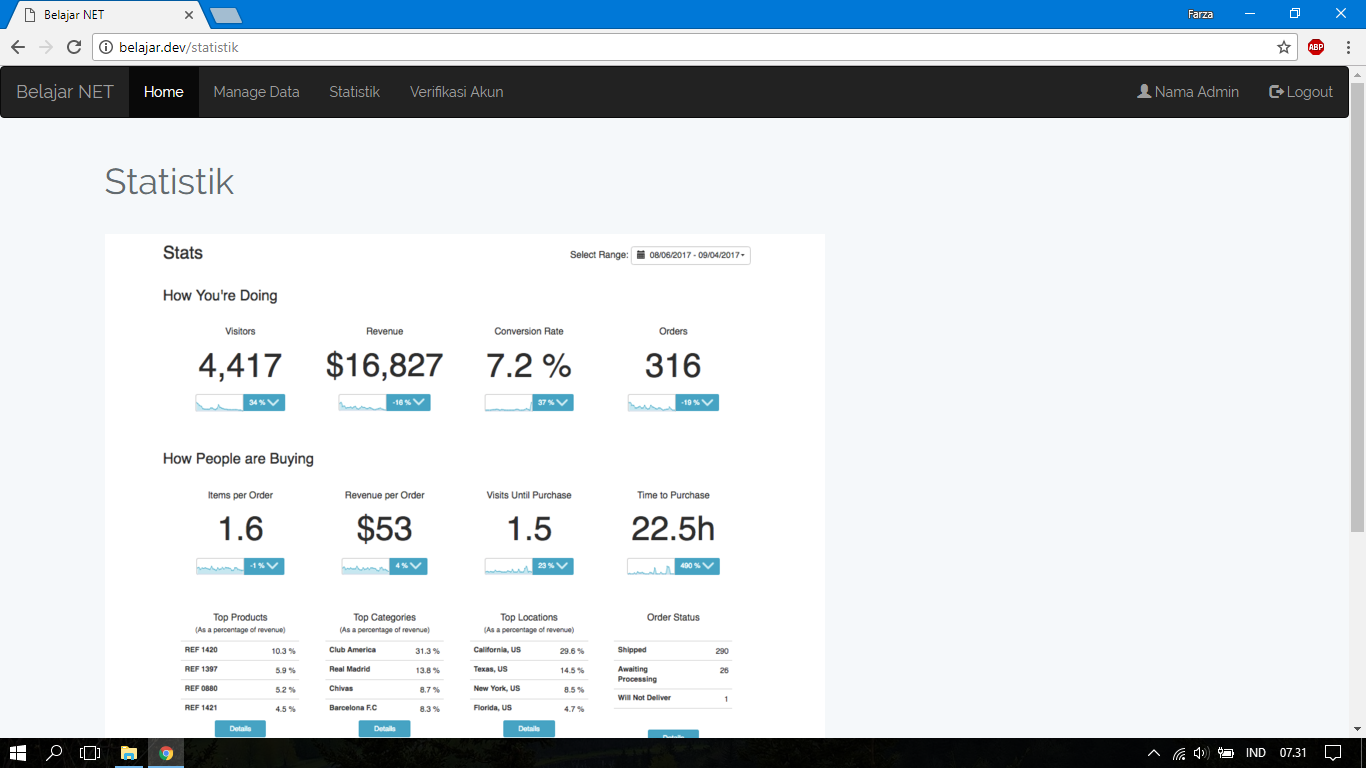 Belajar NET
Farza
belajar.dev/statistik
ABP
Belajar NET Home Manage Data Statistik Verifikasi Akun Nama Admin Logout
Statistik
Stats
Select Range: 08/06/2017 - 09/04/2017
How You're Doing
Visitors Revenue Conversion Rate Orders
4,417 $16,827 7.2 % 316
34 % -16 % 37 % -19 %
How People are Buying
Items per Order Revenue per Order Visits Until Purchase Time to Purchase
1.6 $53 1.5 22.5h
-1 % 4 % 23 % 490 %
Top Products Top Categories Top Locations Order Status
(As a percentage of revenue) (As a percentage of revenue) (As a percentage of revenue)
REF 1420 10.3 % Club America 31.3 % California, US 29.6 % Shipped 290
REF 1397 5.9 % Real Madrid 13.8 % Texas, US 14.5 % Awaiting 26
Processing
REF 0880 5.2 % Chivas 8.7 % New York, US 8.5 % Will Not Deliver 1
REF 1421 4.5 % Barcelona F.C 8.3 % Florida, US 4.7 %
Details Details Details
Details
IND 07.31